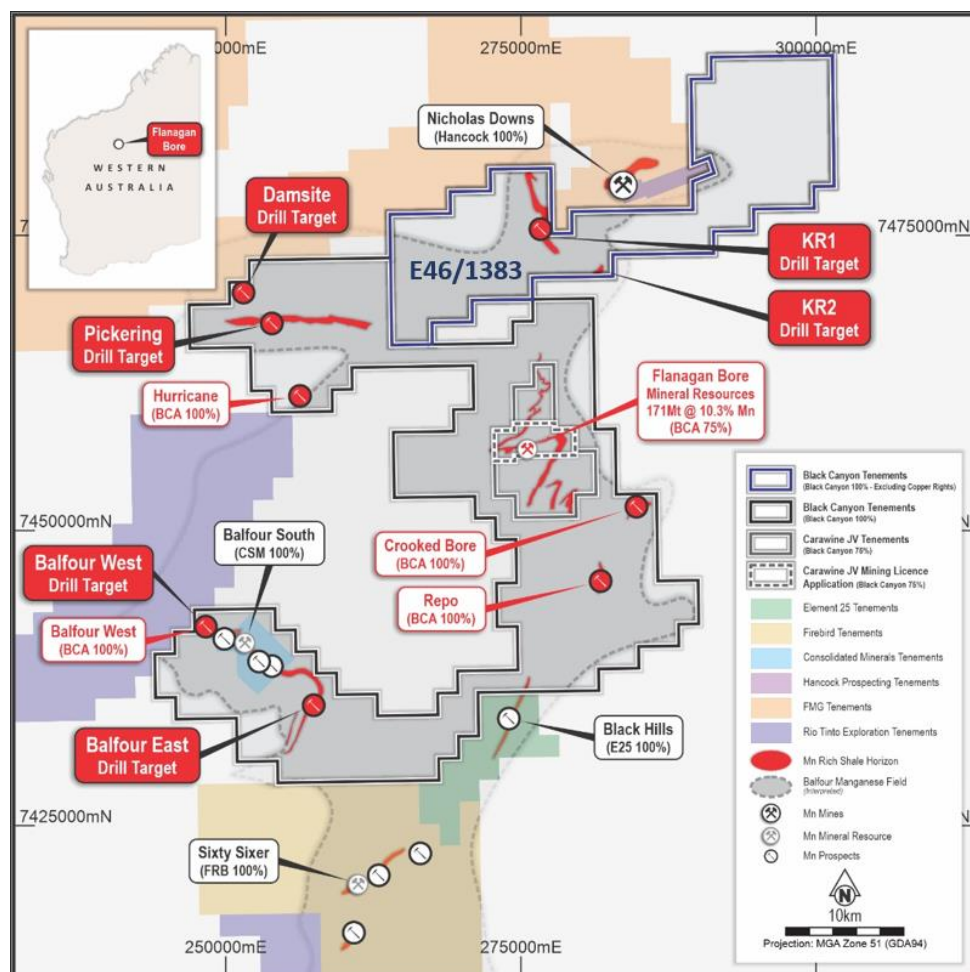 000mE
275000mE
300000mE
Flanagan
Bore
WESTERN
AUSTRALIA
Nicholas Downs
(Hancock 100%)
Damsite
Drill Target
7
7475000mN
KR1
Drill Target
E46/1383
KR2
Drill Target
Pickering
Drill Target
Hurricane
(BCA 100%)
Flanagan Bore
Mineral Resources
171Mt @ 10.3% Mn
(BCA 75%)
7450000mN
Balfour South
(CSM 100%)
Crooked Bore
(BCA 100%)
Balfour West
Drill Target
Repo
(BCA 100%)
Balfour West
(BCA 100%)
Balfour East
Drill Target
Black Hills
(E25 100%)
7425000mN
Sixty Sixer
(FRB 100%)
250000mE
275000mE
Black Canyon Tenements
(Black Canyon 100% - Excluding Copper Rights)
Black Canyon Tenements
(Black Canyon 100%)
Carawine JV Tenements
Carawine JV Mining Licence
Application (Black Canyon 75%)
Element 25 Tenements
Firebird Tenements
Consolidated Minerals Tenements
Hancock Prospecting Tenements
FMG Tenements
Rio Tinto Exploration Tenements
Mn Rich Shale Horizon
Balfour Manganese Field
(Interpreted)
Mn Mines
Mn Mineral Resource
Mn Prospects
N
10km
Projection: MGA Zone 51 (GDA94)